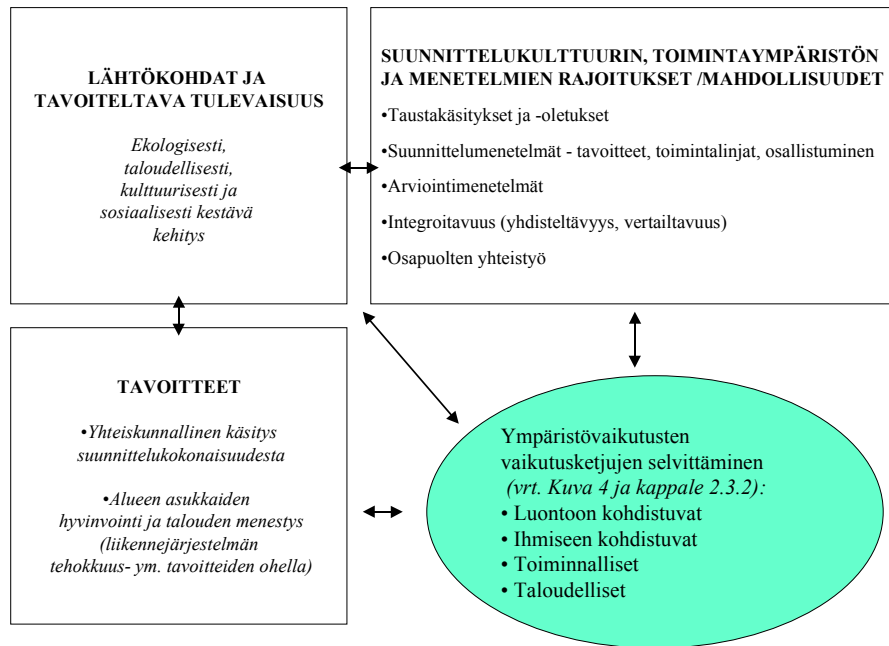 LÄHTÖKOHDAT JA
TAVOITELTAVA TULEVAISUUS
Ekologisesti,
taloudellisesti,
kulttuurisesti ja
sosiaalisesti kestävä
kehitys
SUUNNITTELUKULTTUURIN, TOIMINTAYMPÄRISTÖN
JA MENETELMIEN RAJOITUKSET /MAHDOLLISUUDET
•Taustakäsitykset ja -oletukset
•Suunnittelumenetelmät - tavoitteet, toimintalinjat, osallistuminen
•Arviointimenetelmät
•Integroitavuus (yhdisteltävyys, vertailtavuus)
•Osapuolten yhteistyö
TAVOITTEET
•Yhteiskunnallinen käsitys
suunnittelukokonaisuudesta
•Alueen asukkaiden
hyvinvointi ja talouden menestys
(liikennejärjestelmän
tehokkuus- ym. tavoitteiden ohella)
Ympäristövaikutusten
vaikutusketjujen selvittäminen
(vrt. Kuva 4 ja kappale 2.3.2):
• Luontoon kohdistuvat
• Ihmiseen kohdistuvat
• Toiminnalliset
• Taloudelliset